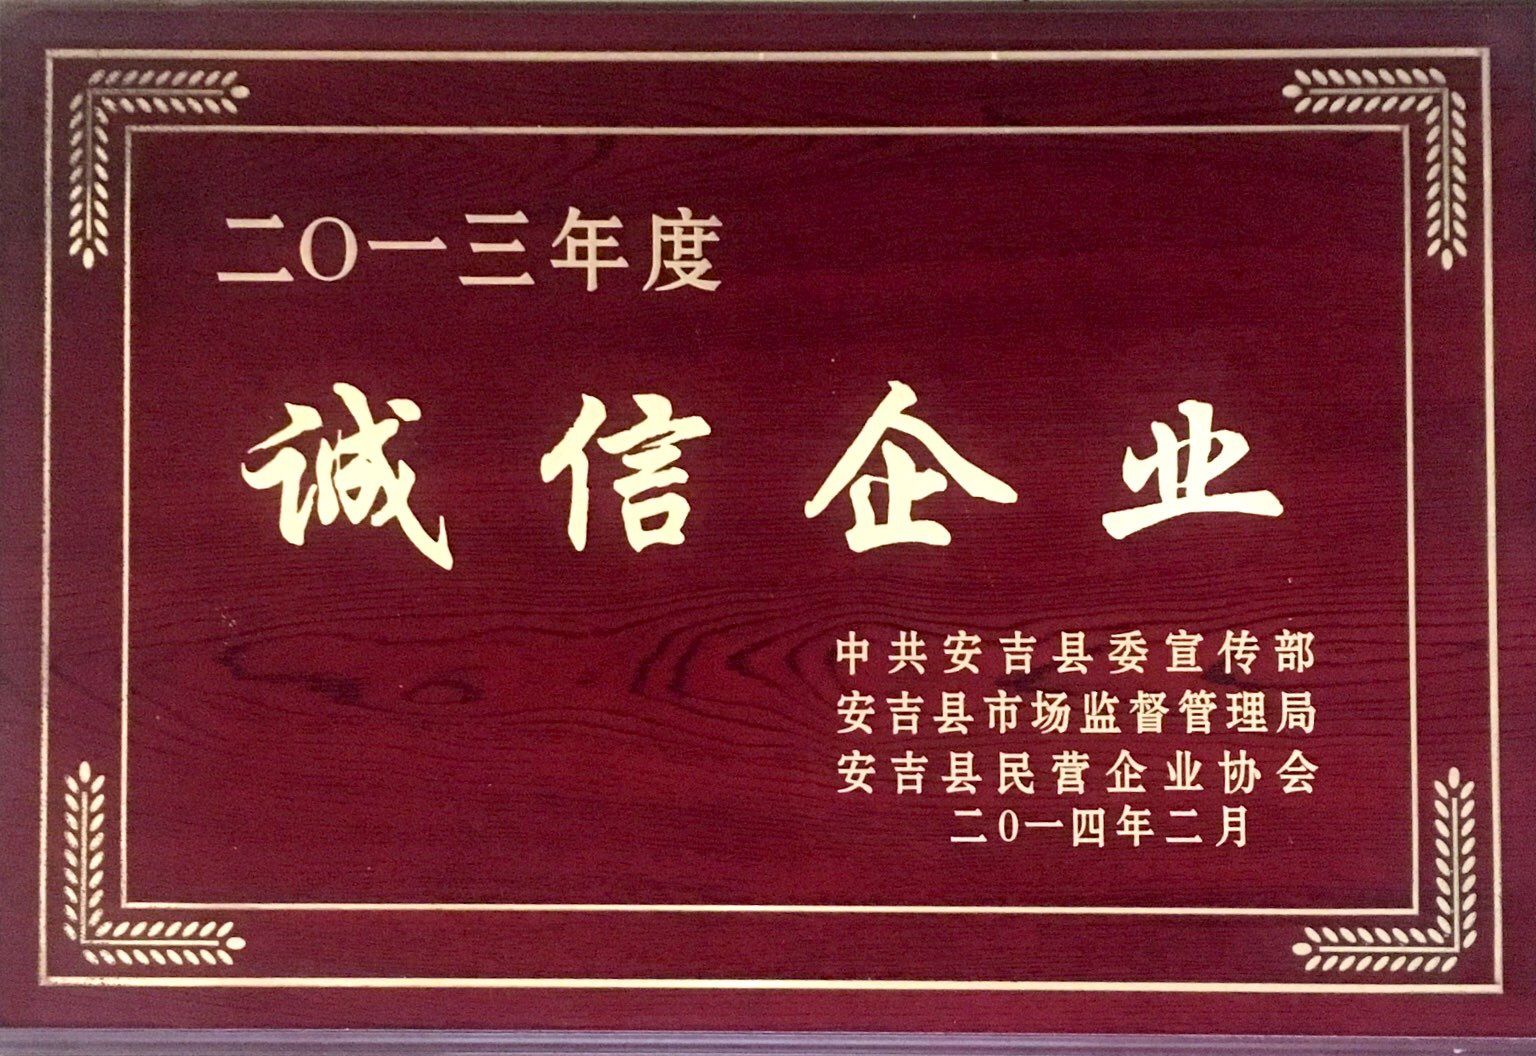 二〇一三年度
诚信企业
中共安吉县委宣传部
安吉县市场监督管理局
安吉县民营企业协会
二〇一四年二月